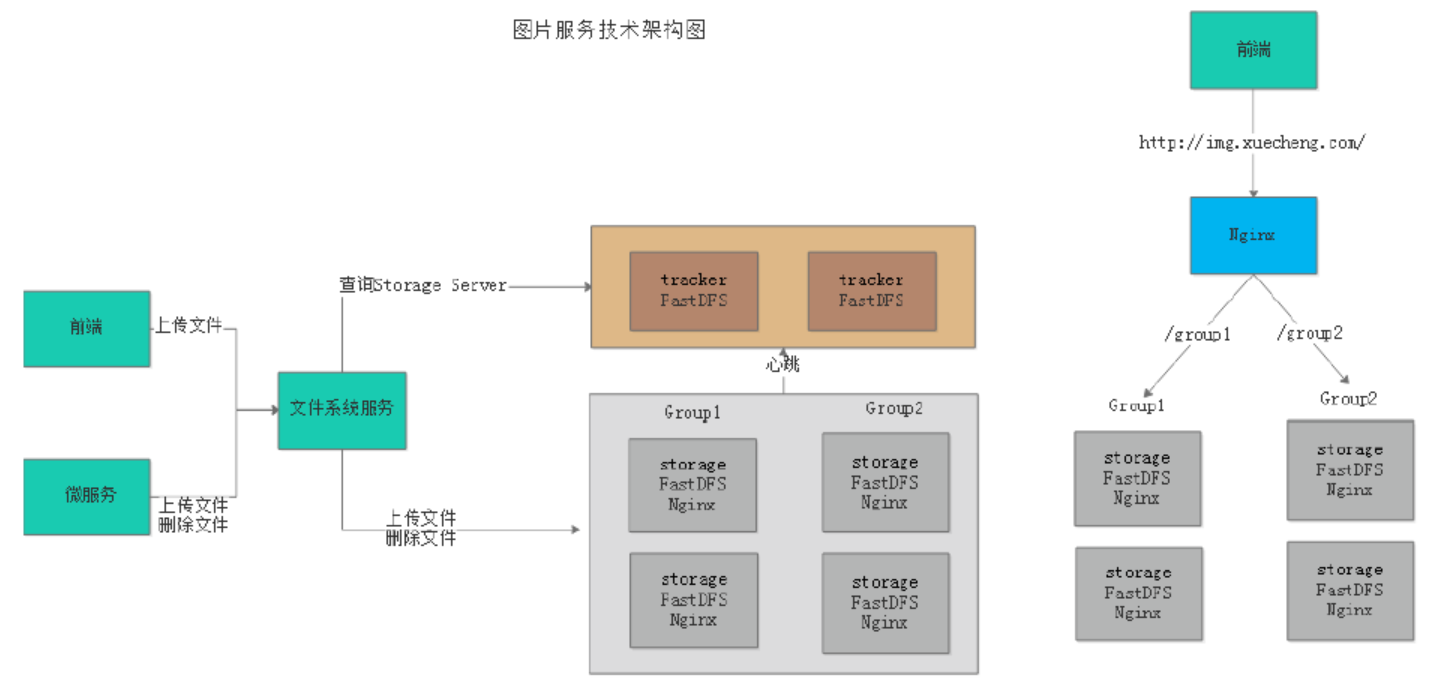 图片服务技术架构图
前端
http://img.xuecheng.com/
Nginx
/group1
/group2
Group1
Group2
storage
FastDFS
Nginx
storage
FastDFS
Nginx
storage
FastDFS
Nginx
storage
FastDFS
Nginx
前端
上传文件
微服务
上传文件
删除文件
文件系统服务
查询Storage Server
上传文件
删除文件
tracker
FastDFS
tracker
FastDFS
心跳
Group1
Group2
storage
FastDFS
Nginx
storage
FastDFS
Nginx
storage
FastDFS
Nginx
storage
FastDFS
Nginx